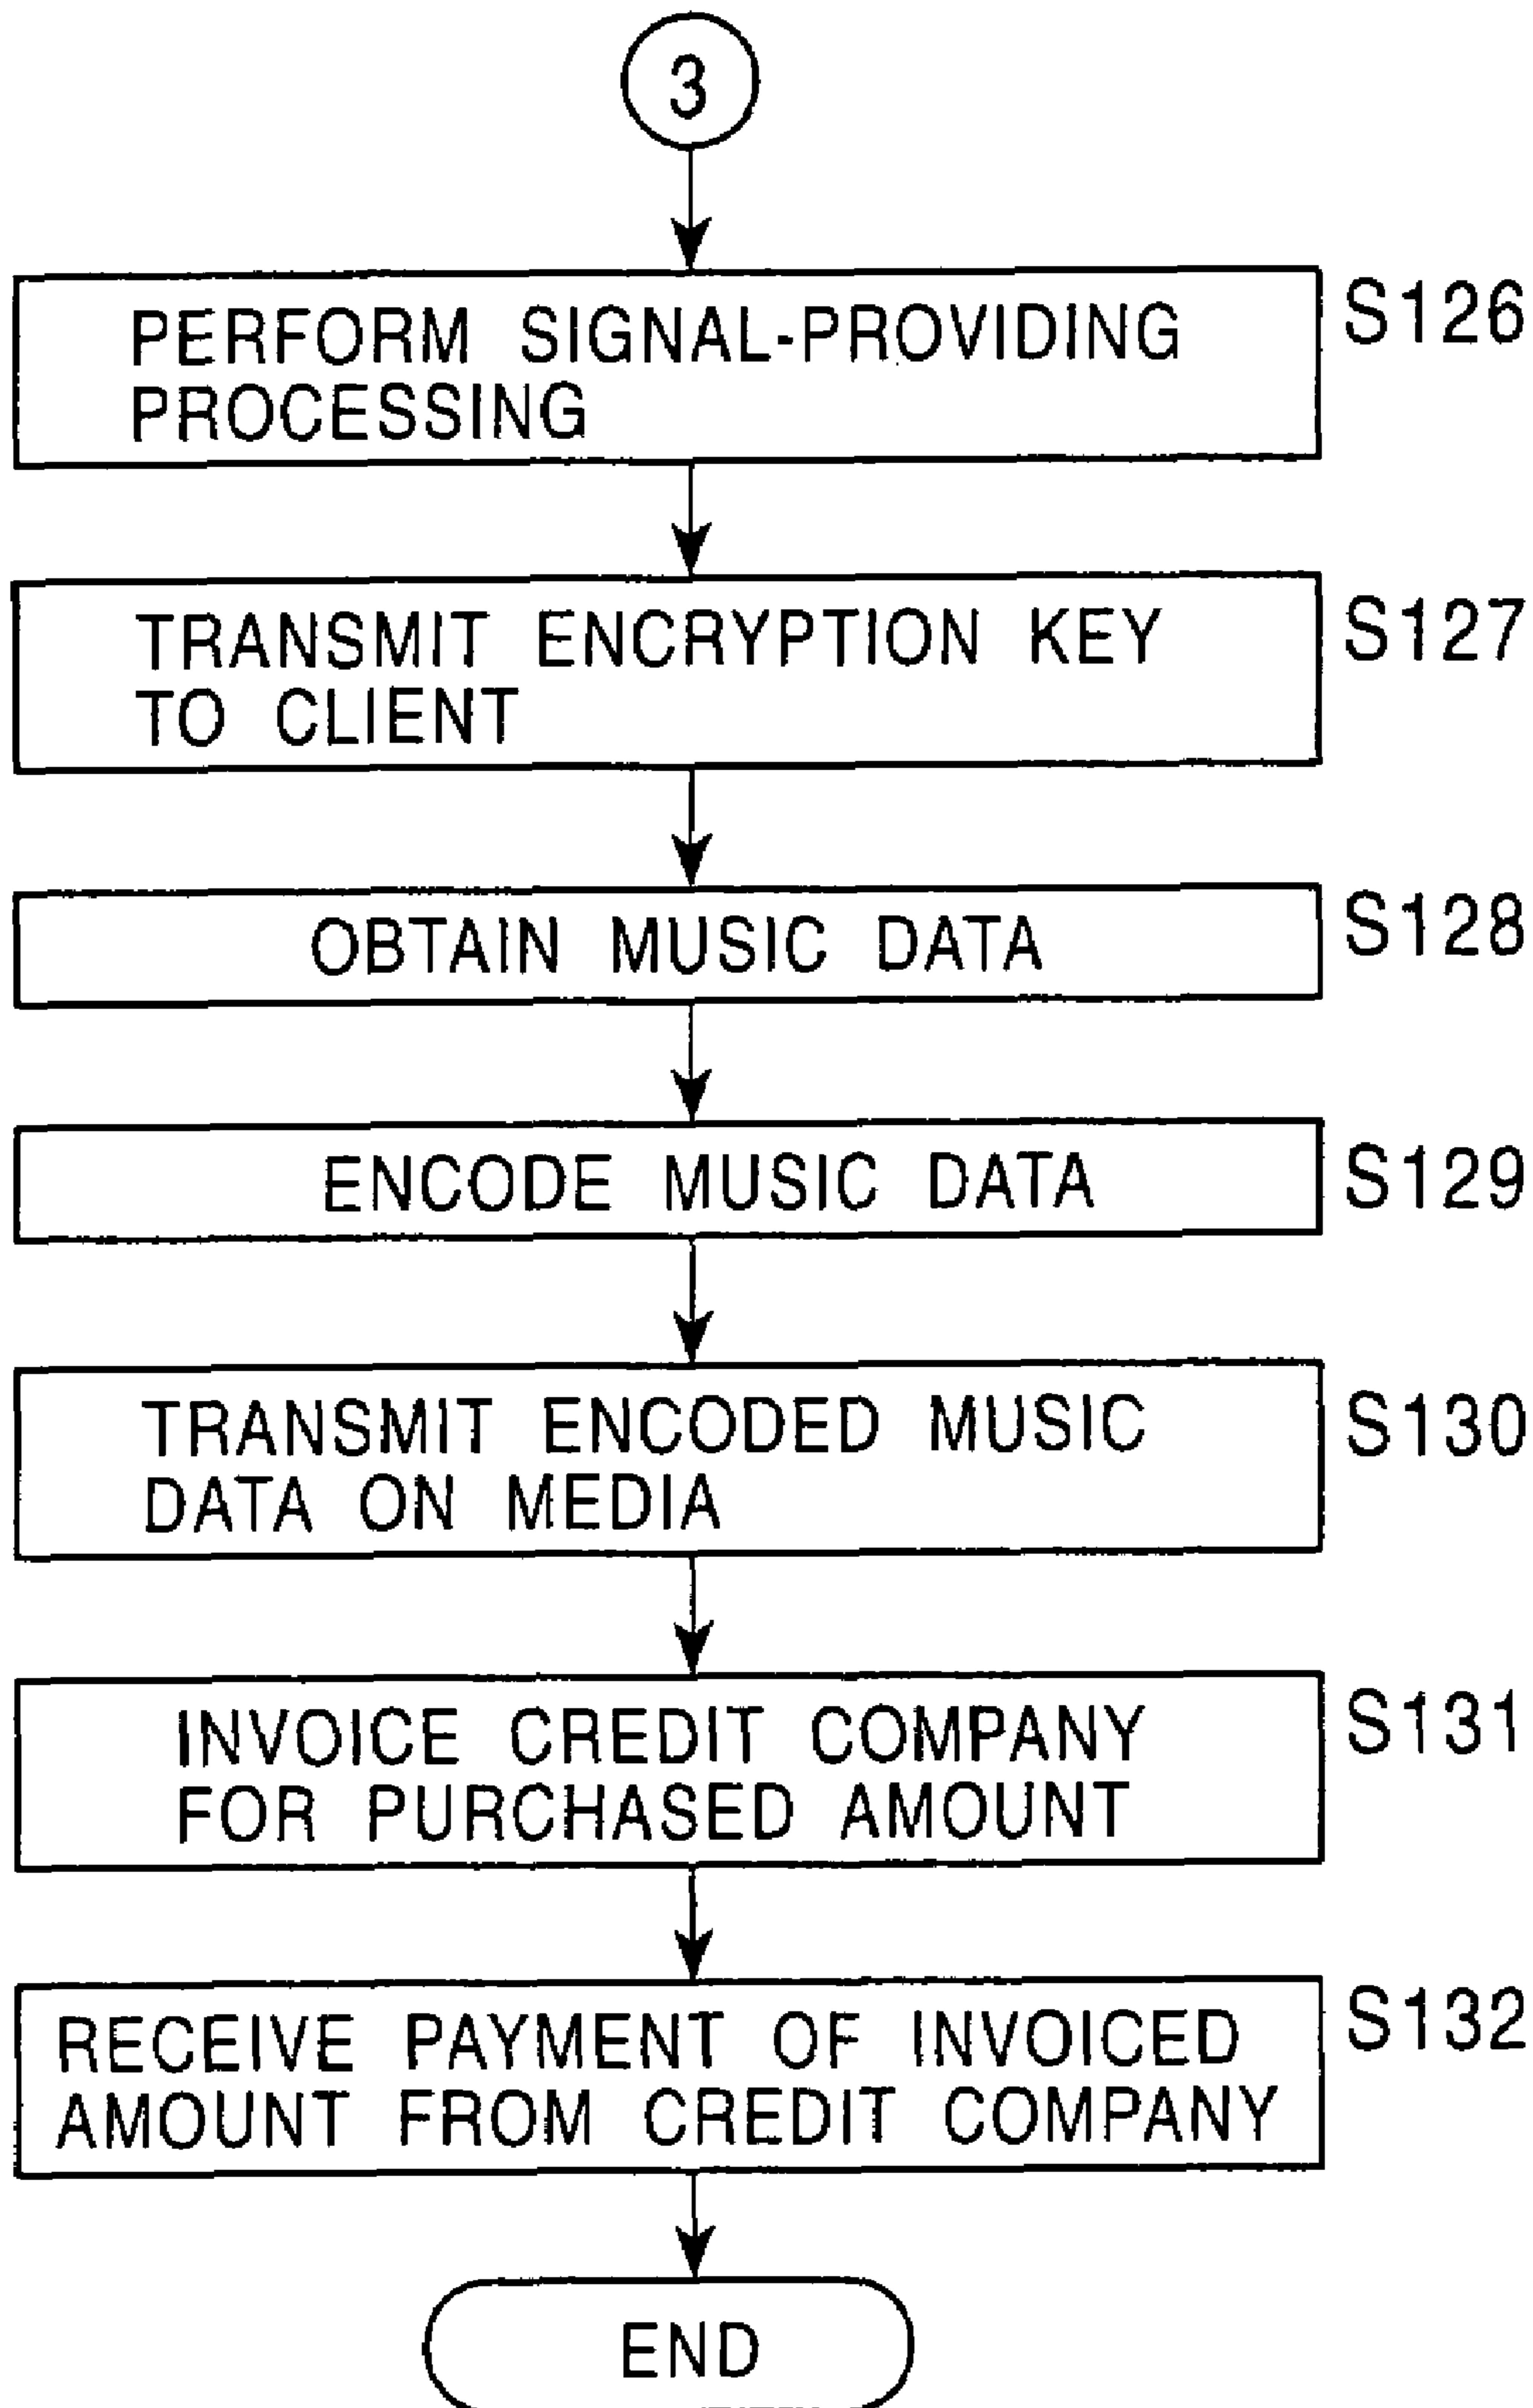 3
PERFORM SIGNAL-PROVIDING
PROCESSING
S126
TRANSMIT ENCRYPTION KEY
TO CLIENT
S127
OBTAIN MUSIC DATA
S128
ENCODE MUSIC DATA
S129
TRANSMIT ENCODED MUSIC
DATA ON MEDIA
S130
INVOICE CREDIT COMPANY
FOR PURCHASED AMOUNT
S131
RECEIVE PAYMENT OF INVOICED
AMOUNT FROM CREDIT COMPANY
S132
END